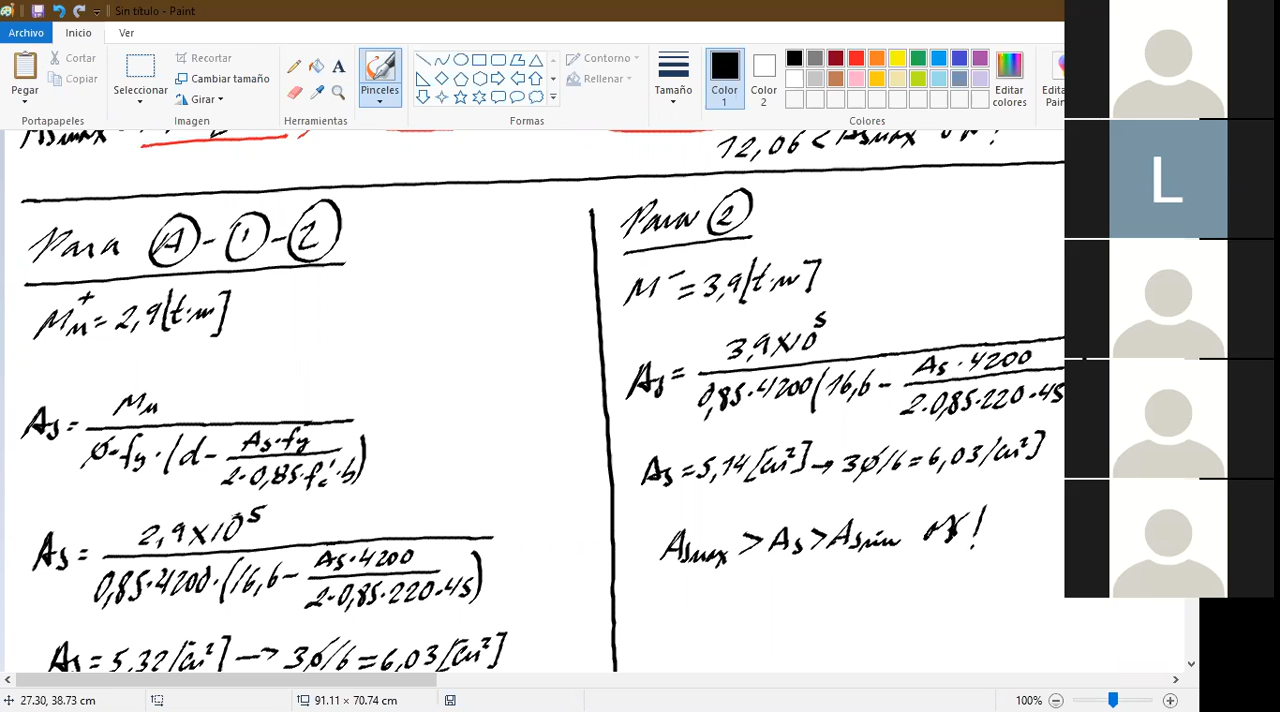 Sin título - Paint
Archivo Inicio Ver
Pegar
Cortar
Copiar
Portapapeles
Seleccionar
Recortar
Cambiar tamaño
Girar
Imagen
A
Herramientas
Pinceles
Contorno
Rellenar
Formas
Tamaño
Color 1
Color 2
Editar colores
Colores
L
Asmax
12,06 < Asmax
Para A - 1 - 2
Mu+ = 2,9 [t·m]
As = Mu / (ø·fy·(d - As·fy / (2·0,85·f'c·b)))
As = 2,9x10^5 / (0,85·4200·(16,6 - As·4200 / (2·0,85·220·45)))
As = 5,32 [cm²] → 3ø16 = 6,03 [cm²]
Para 2
M- = 3,9 [t·m]
As = 3,9x10^5 / (0,85·4200(16,6 - As·4200 / (2·0,85·220·45
As = 5,14 [cm²] → 3ø16 = 6,03 [cm²]
Asmax > As > Asmin ok!
27.30, 38.73 cm
91.11 × 70.74 cm
100%